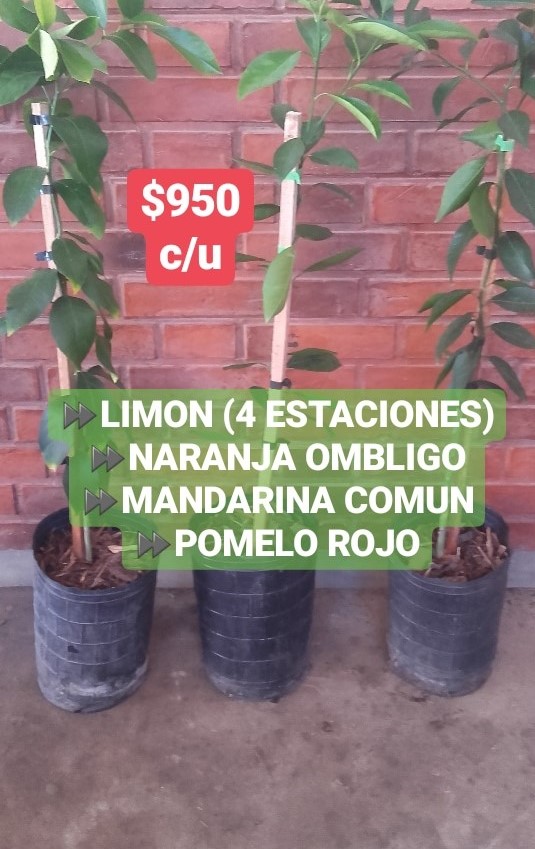 $950
c/u
LIMON (4 ESTACIONES)
NARANJA OMBLIGO
MANDARINA COMUN
POMELO ROJO